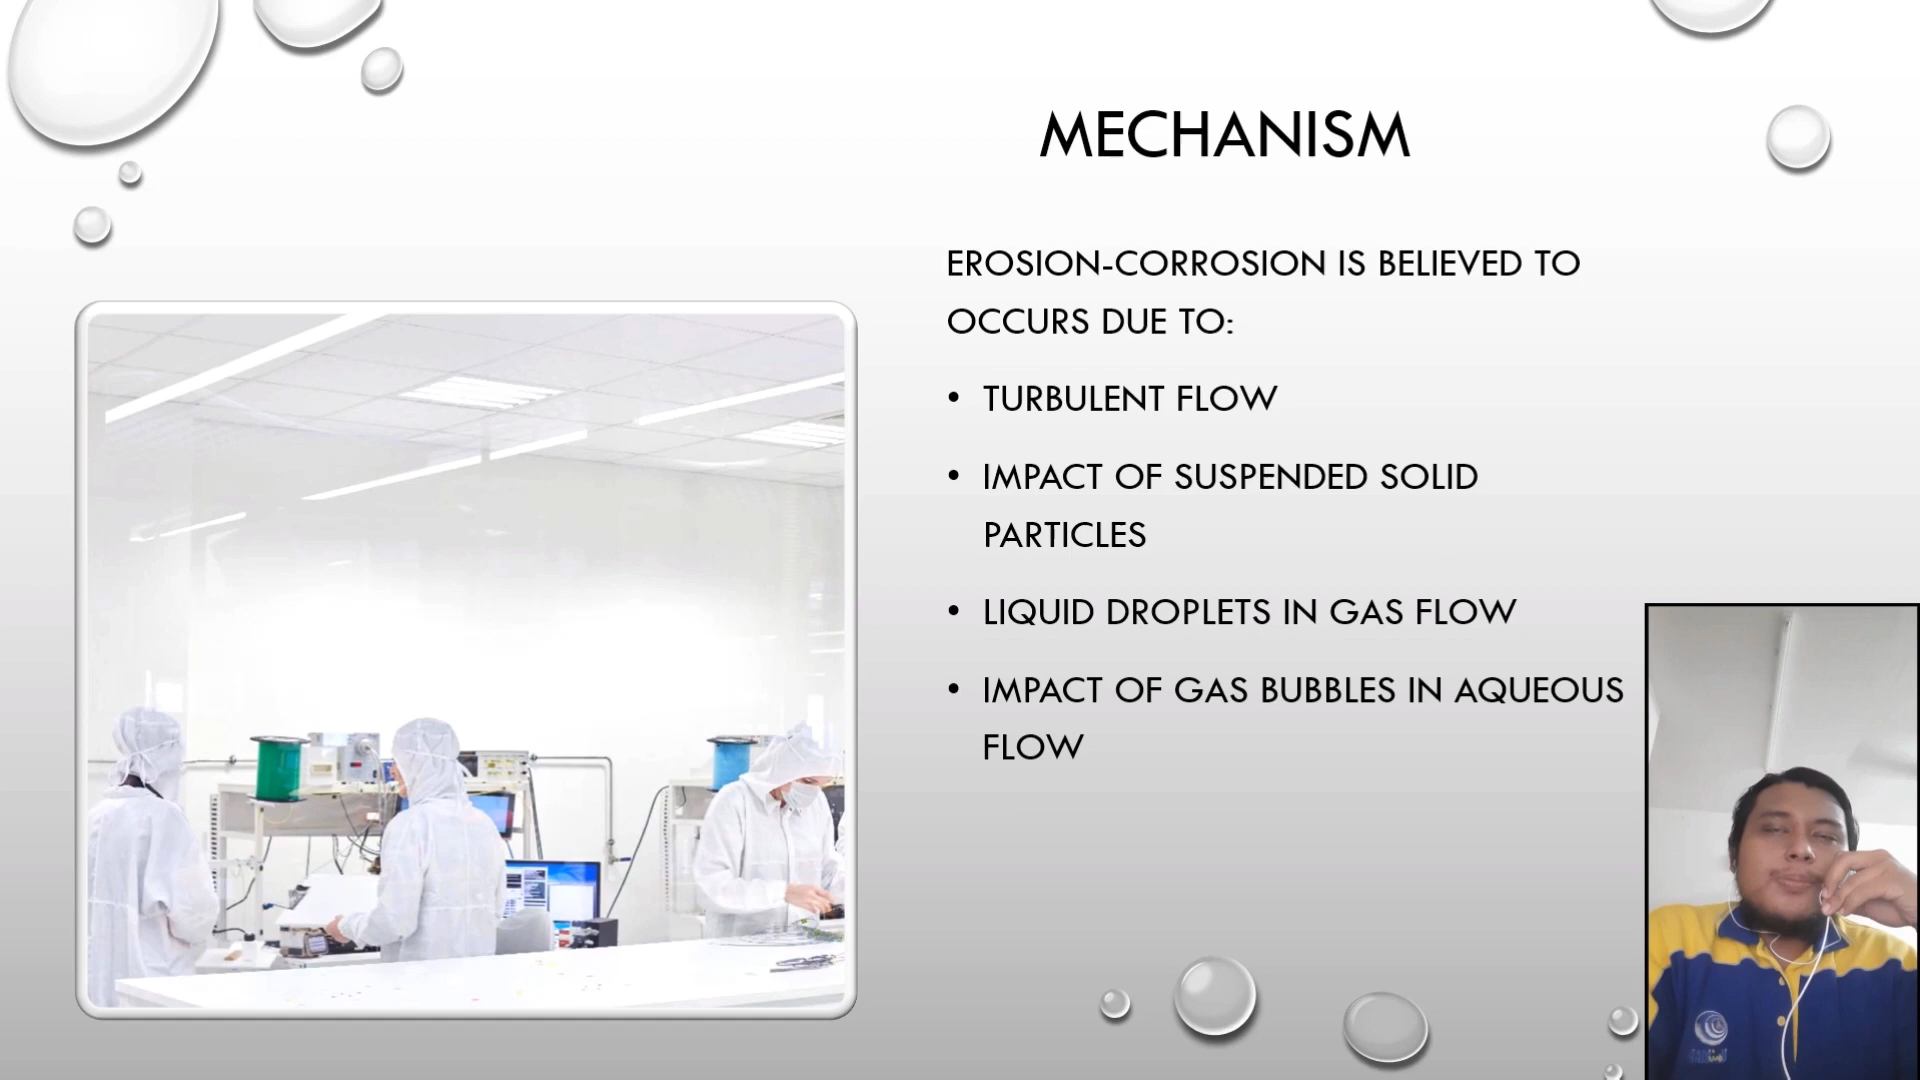 MECHANISM
EROSION-CORROSION IS BELIEVED TO
OCCURS DUE TO:
• TURBULENT FLOW
• IMPACT OF SUSPENDED SOLID
PARTICLES
• LIQUID DROPLETS IN GAS FLOW
• IMPACT OF GAS BUBBLES IN AQUEOUS
FLOW